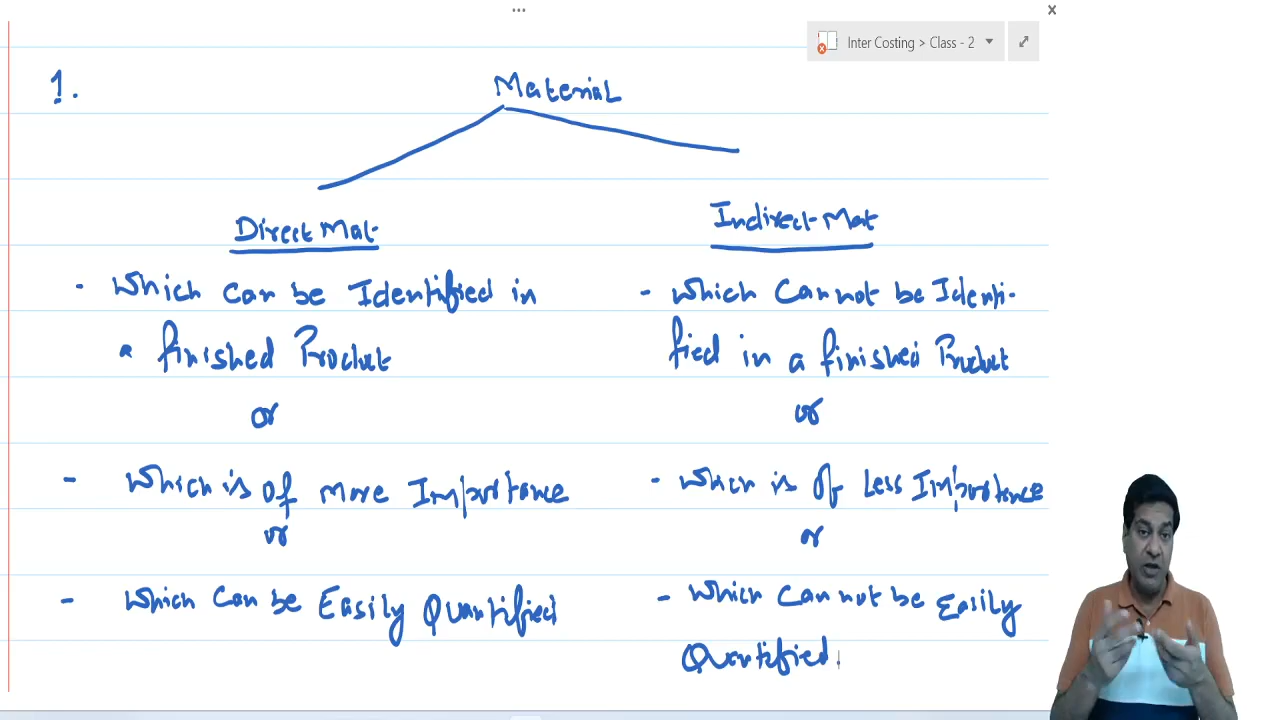 ...
Inter Costing > Class - 2
1.
Material
Direct Mat
Indirect Mat
- Which can be Identified in
a finished Product
or
- Which is of More Importance
or
- Which Can be Easily Quantified
- Which Cannot be Identi-
fied in a finished Product
or
- Which is Of Less Importance
or
- Which Cannot be Easily
Quantified.